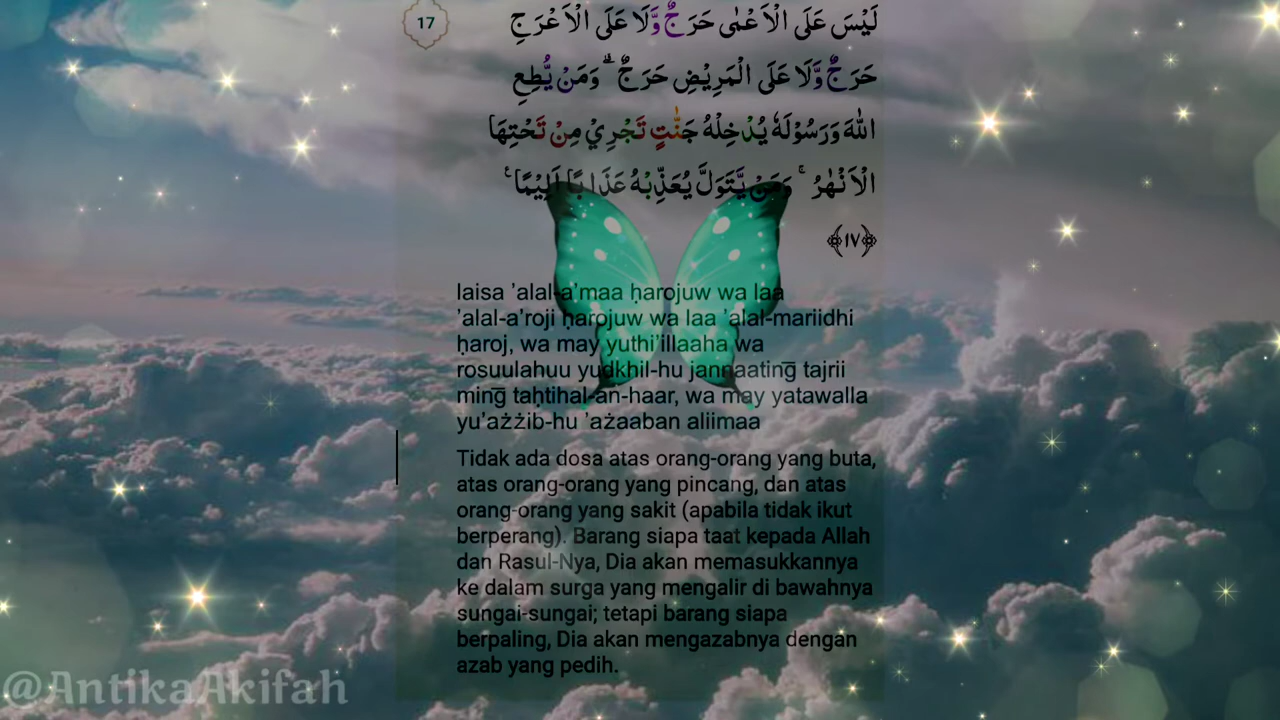 17
لَيْسَ عَلَى الْاَعْمٰى حَرَجٌ وَّلَا عَلَى الْاَعْرَجِ
حَرَجٌ وَّلَا عَلَى الْمَرِيْضِ حَرَجٌ ۗ وَمَنْ يُّطِعِ
اللّٰهَ وَرَسُوْلَهٗ يُدْخِلْهُ جَنّٰتٍ تَجْرِيْ مِنْ تَحْتِهَا
الْاَنْهٰرُ ۚ وَمَنْ يَّتَوَلَّ يُعَذِّبْهُ عَذَابًا اَلِيْمًا ࣖ
﴿١٧﴾
laisa ’alal-a’maa ḥarojuw wa laa
’alal-a’roji ḥarojuw wa laa ’alal-mariidhi
ḥaroj, wa may yuthi’illaaha wa
rosuulahuu yudkhil-hu jannaating̅ tajrii
ming̅ taḥtihal-an-haar, wa may yatawalla
yu’ażżib-hu ’ażaaban aliimaa
Tidak ada dosa atas orang-orang yang buta,
atas orang-orang yang pincang, dan atas
orang-orang yang sakit (apabila tidak ikut
berperang). Barang siapa taat kepada Allah
dan Rasul-Nya, Dia akan memasukkannya
ke dalam surga yang mengalir di bawahnya
sungai-sungai; tetapi barang siapa
berpaling, Dia akan mengazabnya dengan
azab yang pedih.
@AntikaAkifah